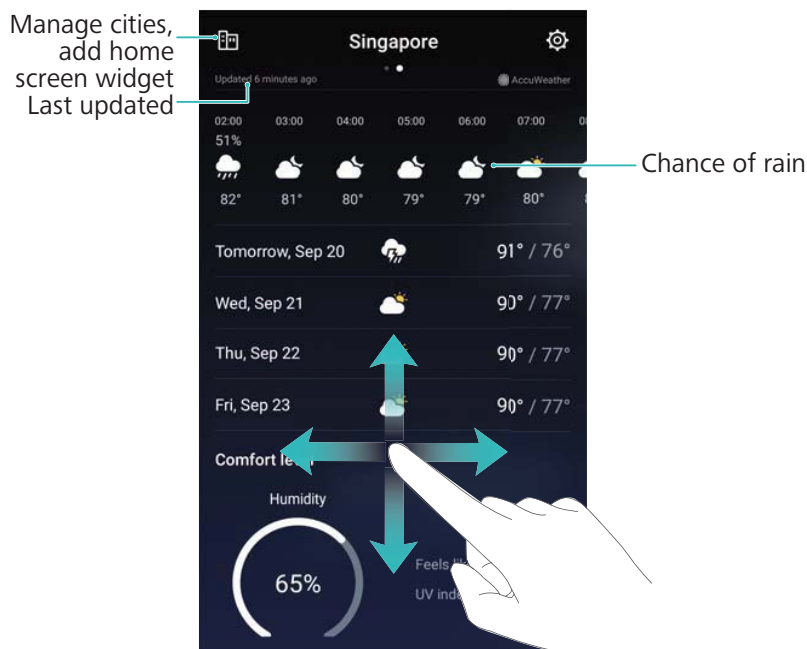 Manage cities,
add home
screen widget
Last updated
Singapore
Updated 6 minutes ago
AccuWeather
02:00 03:00 04:00 05:00 06:00 07:00
51%
82° 81° 80° 79° 79° 80°
Chance of rain
Tomorrow, Sep 20 91° / 76°
Wed, Sep 21 90° / 77°
Thu, Sep 22 90° / 77°
Fri, Sep 23 90° / 77°
Comfort
Humidity
65%
Feels
UV